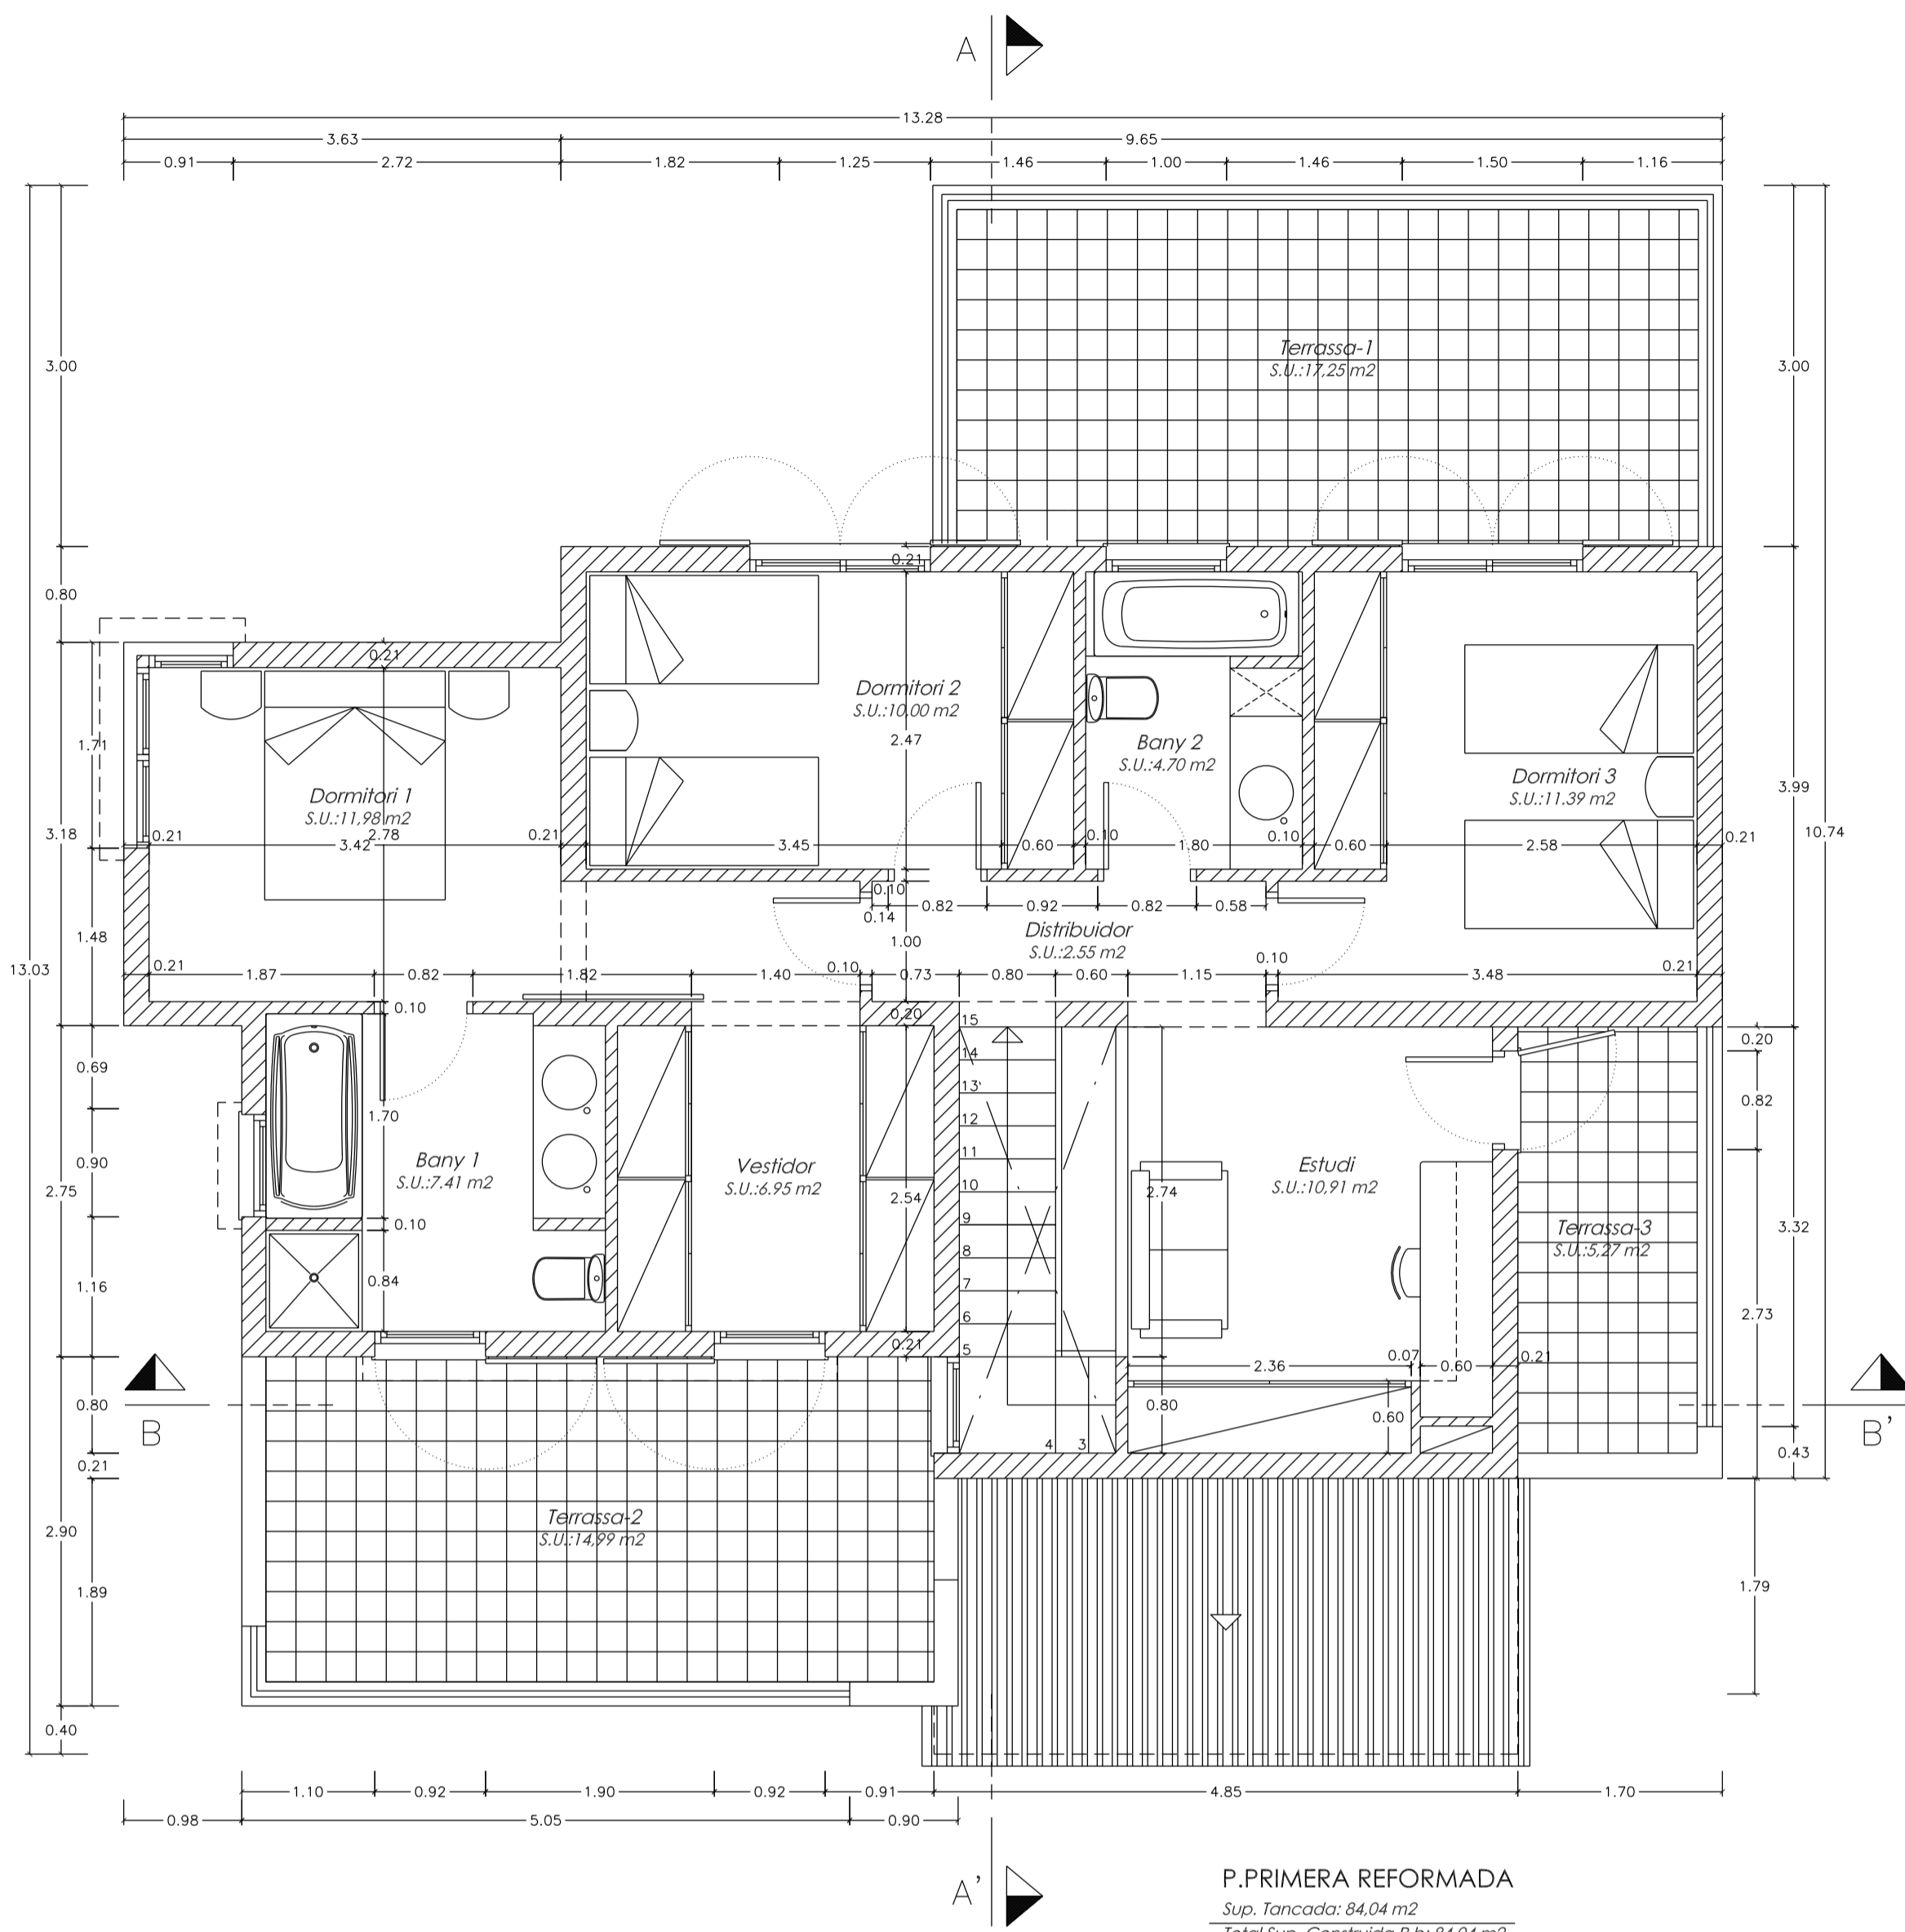 A
13.28
3.63 9.65
0.91 2.72 1.82 1.25 1.46 1.00 1.46 1.50 1.16
3.00
Terrassa-1
S.U.:17,25 m2
3.00
0.21
0.80
0.21
Dormitori 2
S.U.:10,00 m2
2.47
1.71
Bany 2
S.U.:4.70 m2
Dormitori 3
S.U.:11.39 m2
3.99
Dormitori 1
S.U.:11,98 m2
2.78
3.18
0.21 3.42 0.21 3.45 0.60 0.10 1.80 0.10 0.60 2.58 0.21
10.74
0.10
0.14 0.82 0.92 0.82 0.58
Distribuidor
S.U.:2.55 m2
1.00
1.48
13.03
0.21 1.87 0.82 1.82 1.40 0.10 0.73 0.80 0.60 1.15 0.10 3.48 0.21
0.10
0.20
15
14
13
12
11
10
9
8
7
6
5
4 3
0.20
0.69
0.82
1.70
0.90
2.75
Bany 1
S.U.:7.41 m2
Vestidor
S.U.:6.95 m2
2.54
2.74
Estudi
S.U.:10,91 m2
Terrassa-3
S.U.:5,27 m2
3.32
0.10
0.84
1.16
2.73
0.21
2.36 0.07 0.60 0.21
0.80
0.60
B
0.80
B'
0.43
0.21
2.90
Terrassa-2
S.U.:14,99 m2
1.89
1.79
0.40
1.10 0.92 1.90 0.92 0.91 4.85 1.70
0.98 5.05 0.90
A'
P.PRIMERA REFORMADA
Sup. Tancada: 84,04 m2
Total Sup. Construida P.b: 84,04 m2